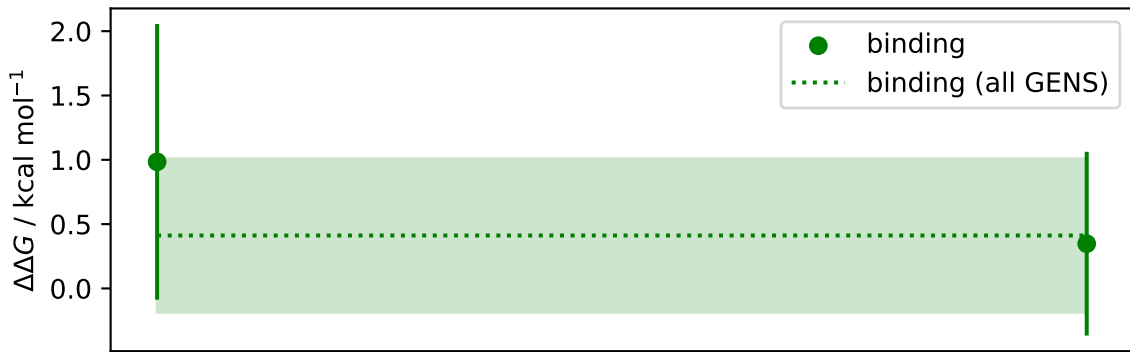 2.0
1.5
1.0
0.5
0.0
ΔΔG / kcal mol⁻¹
binding
binding (all GENS)